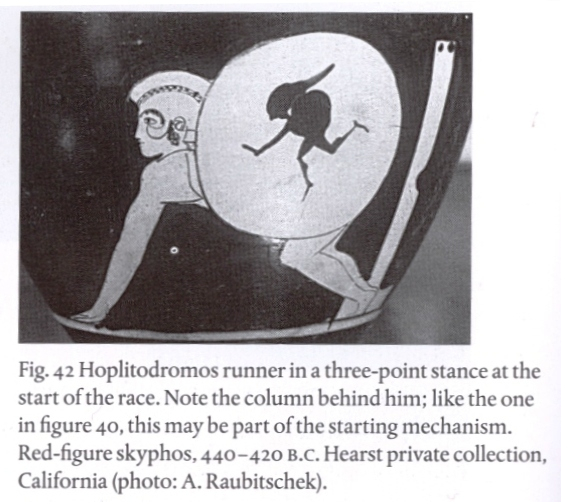 Fig. 42 Hoplitodromos runner in a three-point stance at the
start of the race. Note the column behind him; like the one
in figure 40, this may be part of the starting mechanism.
Red-figure skyphos, 440–420 B.C. Hearst private collection,
California (photo: A. Raubitschek).